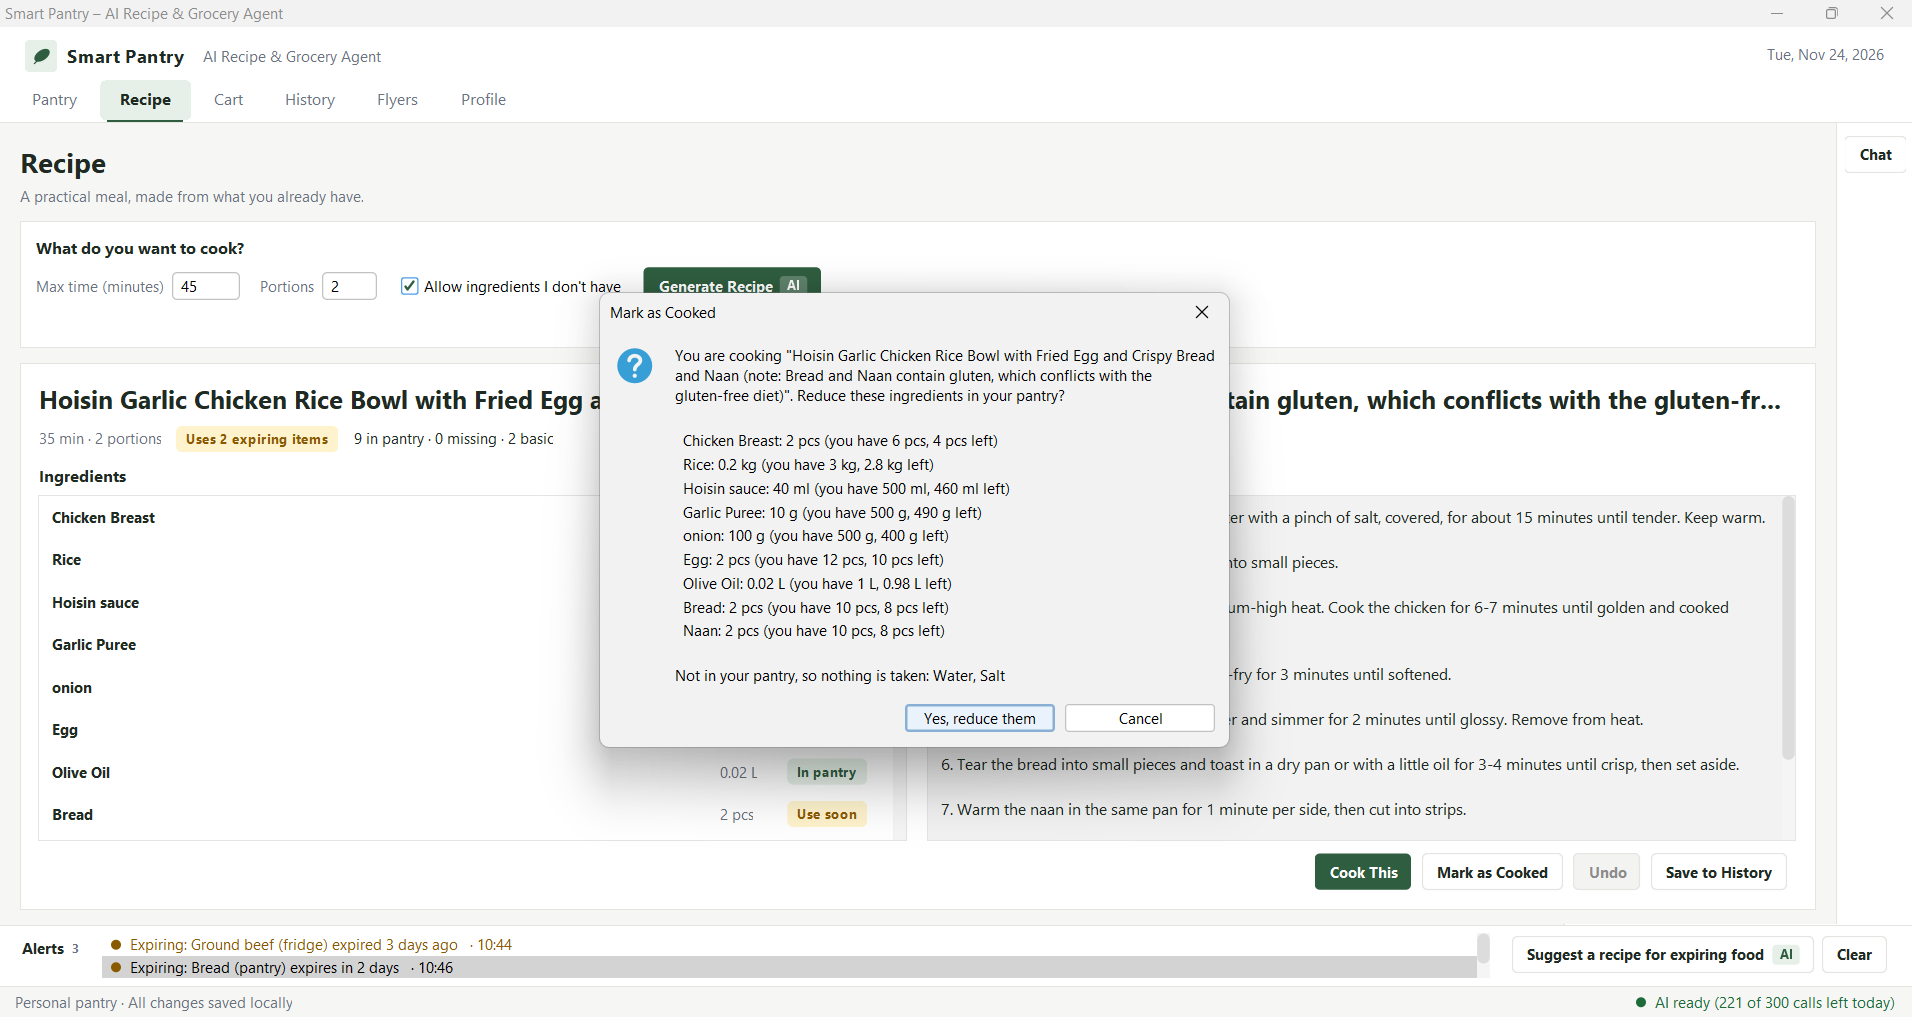 Smart Pantry – AI Recipe & Grocery Agent
Smart Pantry AI Recipe & Grocery Agent
Tue, Nov 24, 2026
Pantry Recipe Cart History Flyers Profile
Chat
Recipe
A practical meal, made from what you already have.
What do you want to cook?
Max time (minutes) 45 Portions 2 Allow ingredients I don't have Generate Recipe AI
Mark as Cooked
You are cooking "Hoisin Garlic Chicken Rice Bowl with Fried Egg and Crispy Bread
and Naan (note: Bread and Naan contain gluten, which conflicts with the
gluten-free diet)". Reduce these ingredients in your pantry?
Chicken Breast: 2 pcs (you have 6 pcs, 4 pcs left)
Rice: 0.2 kg (you have 3 kg, 2.8 kg left)
Hoisin sauce: 40 ml (you have 500 ml, 460 ml left)
Garlic Puree: 10 g (you have 500 g, 490 g left)
onion: 100 g (you have 500 g, 400 g left)
Egg: 2 pcs (you have 12 pcs, 10 pcs left)
Olive Oil: 0.02 L (you have 1 L, 0.98 L left)
Bread: 2 pcs (you have 10 pcs, 8 pcs left)
Naan: 2 pcs (you have 10 pcs, 8 pcs left)
Not in your pantry, so nothing is taken: Water, Salt
Yes, reduce them Cancel
Hoisin Garlic Chicken Rice Bowl with Fried Egg
gluten, which conflicts with the gluten-fr...
35 min · 2 portions Uses 2 expiring items 9 in pantry · 0 missing · 2 basic
Ingredients
Chicken Breast
Rice
Hoisin sauce
Garlic Puree
onion
Egg
Olive Oil 0.02 L In pantry
Bread 2 pcs Use soon
with a pinch of salt, covered, for about 15 minutes until tender. Keep warm.
small pieces.
heat. Cook the chicken for 6-7 minutes until golden and cooked
for 3 minutes until softened.
and simmer for 2 minutes until glossy. Remove from heat.
6. Tear the bread into small pieces and toast in a dry pan or with a little oil for 3-4 minutes until crisp, then set aside.
7. Warm the naan in the same pan for 1 minute per side, then cut into strips.
Cook This Mark as Cooked Undo Save to History
Alerts 3
Expiring: Ground beef (fridge) expired 3 days ago · 10:44
Expiring: Bread (pantry) expires in 2 days · 10:46
Suggest a recipe for expiring food AI Clear
Personal pantry · All changes saved locally
AI ready (221 of 300 calls left today)